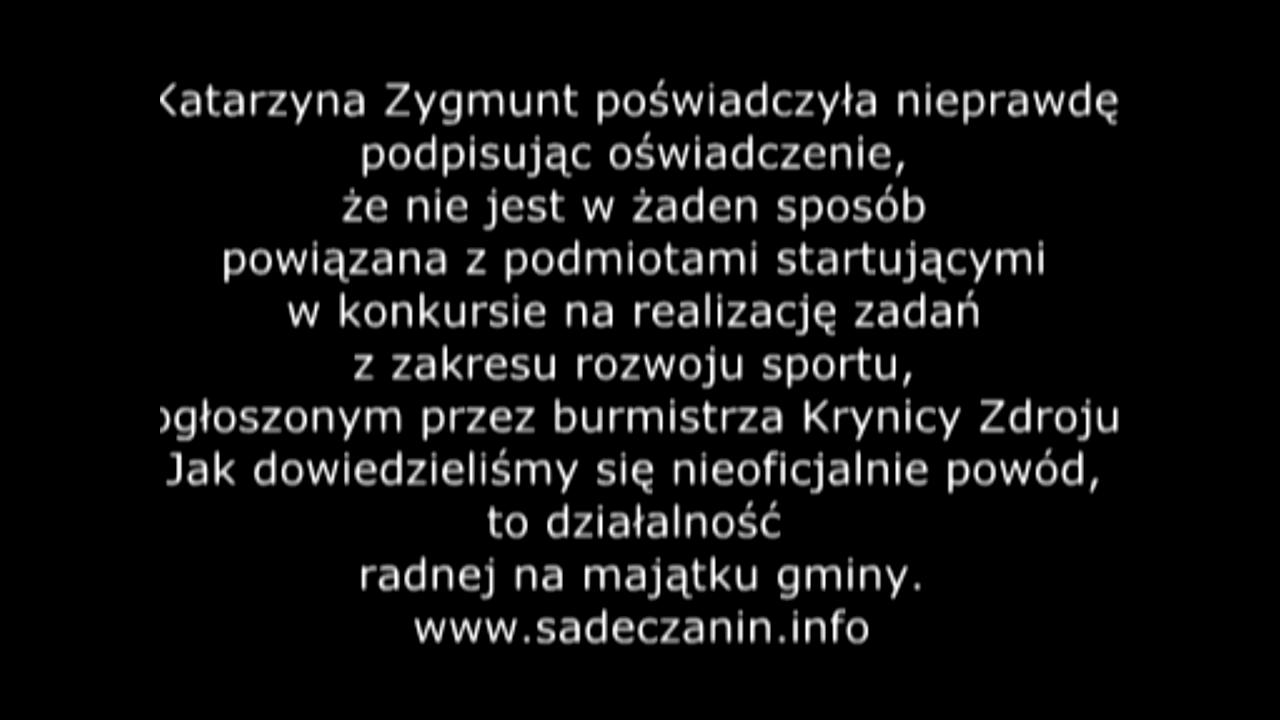 Katarzyna Zygmunt poświadczyła nieprawdę
podpisując oświadczenie,
że nie jest w żaden sposób
powiązana z podmiotami startującymi
w konkursie na realizację zadań
z zakresu rozwoju sportu,
ogłoszonym przez burmistrza Krynicy Zdroju
Jak dowiedzieliśmy się nieoficjalnie powód,
to działalność
radnej na majątku gminy.
www.sadeczanin.info